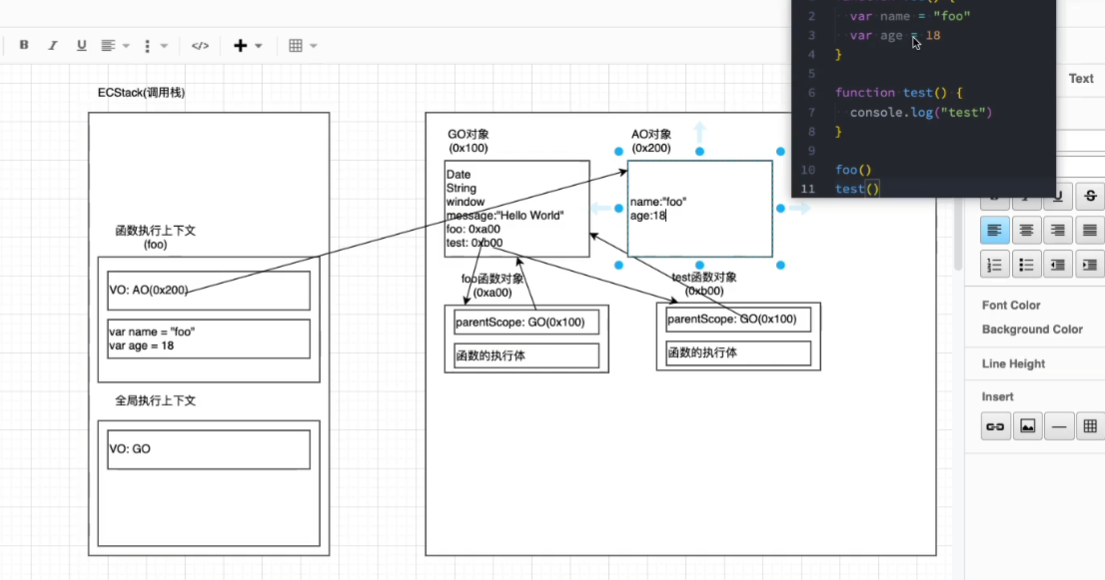 B I U
2 var name = "foo"
3 var age = 18
4 }
5
6 function test() {
7 console.log("test")
8 }
9
10 foo()
11 test()
Text
ECStack(调用栈)
函数执行上下文
(foo)
VO: AO(0x200)
var name = "foo"
var age = 18
全局执行上下文
VO: GO
GO对象
(0x100)
Date
String
window
message:"Hello World"
foo: 0xa00
test: 0xb00
AO对象
(0x200)
name:"foo"
age:18
foo函数对象
(0xa00)
parentScope: GO(0x100)
函数的执行体
test函数对象
(0xb00)
parentScope: GO(0x100)
函数的执行体
Font Color
Background Color
Line Height
Insert